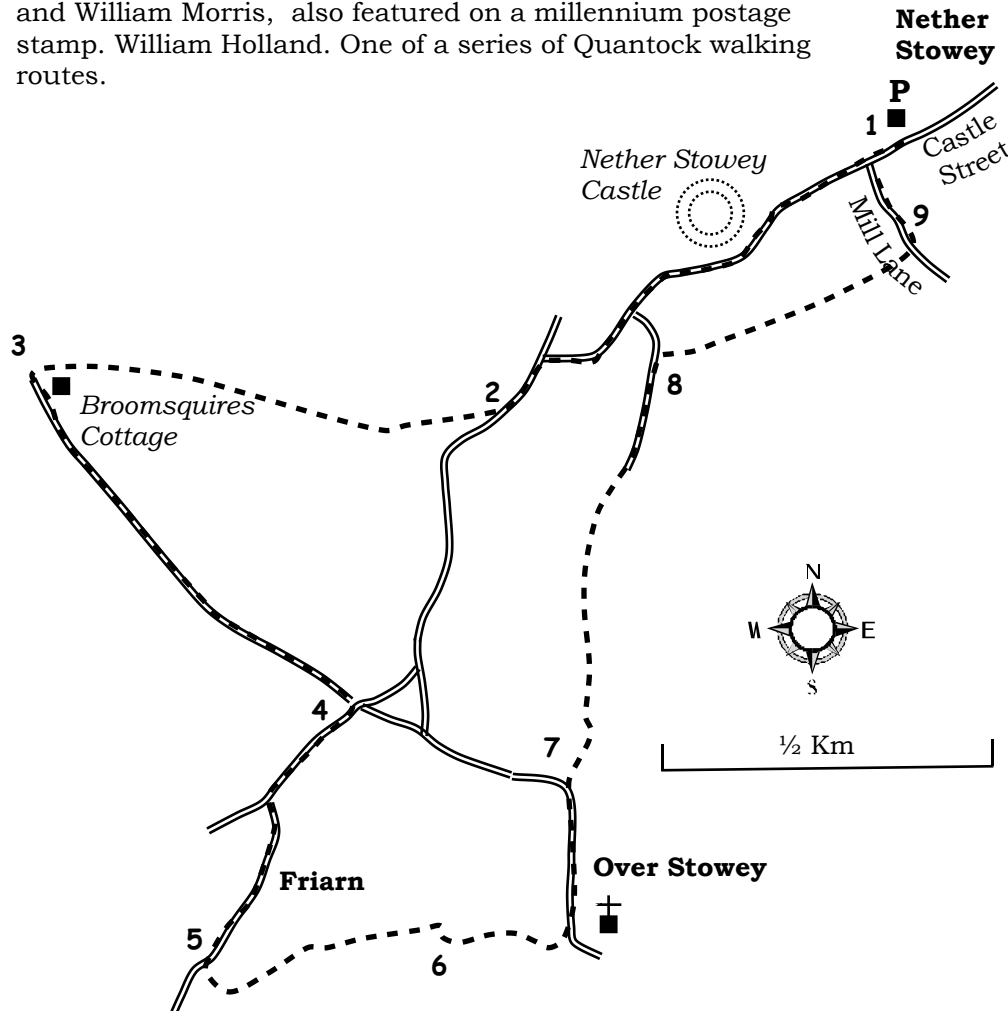 and William Morris, also featured on a millennium postage
stamp. William Holland. One of a series of Quantock walking
routes.
Nether
Stowey
P
1
Castle
Street
Nether Stowey
Castle
Mill Lane
9
3
2
8
Broomsquires
Cottage
N
W
E
S
4
7
½ Km
Over Stowey
Friarn
5
6